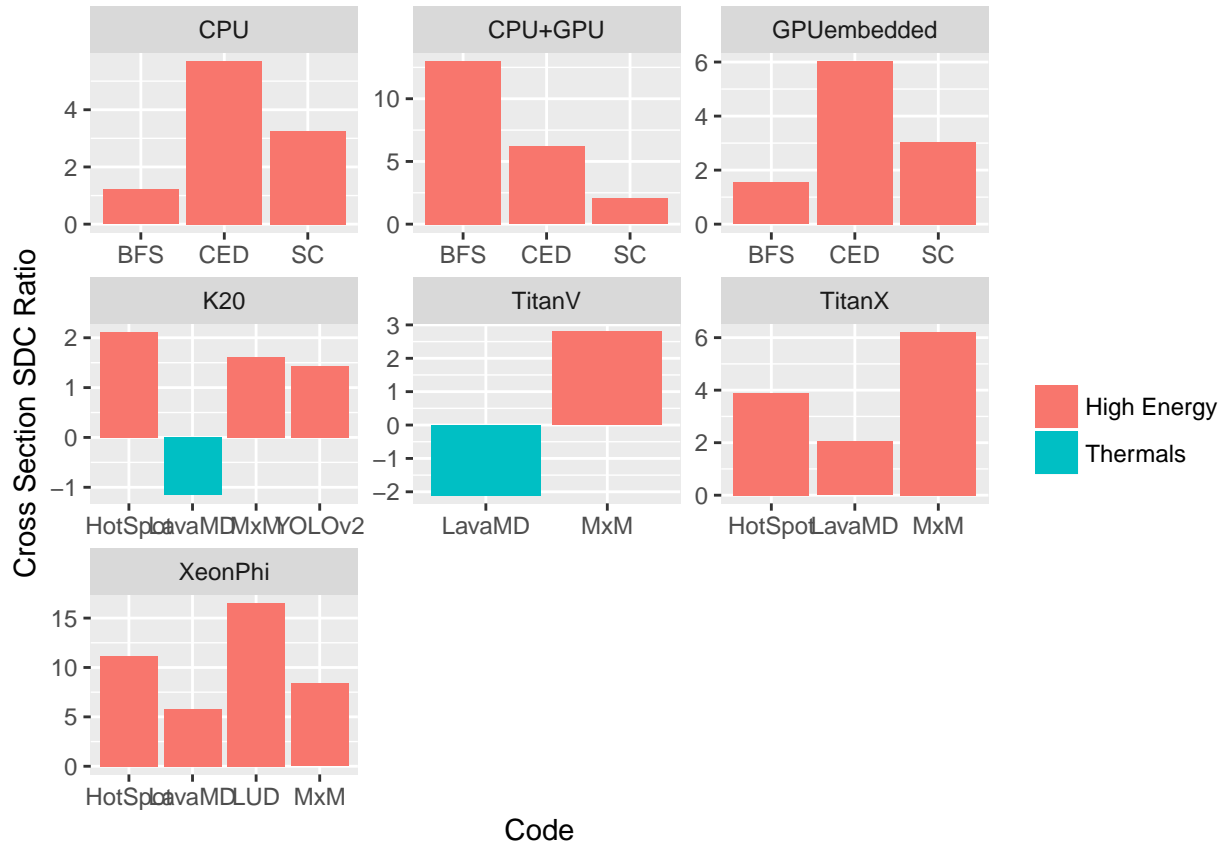 CPU
CPU+GPU
GPUembedded
4
2
0
BFS CED SC
10
5
0
BFS CED SC
6
4
2
0
BFS CED SC
K20
TitanV
TitanX
2
1
0
−1
HotSpot LavaMD MxM YOLOv2
3
2
1
0
−1
−2
LavaMD MxM
6
4
2
0
HotSpot LavaMD MxM
XeonPhi
15
10
5
0
HotSpot LavaMD LUD MxM
Cross Section SDC Ratio
Code
High Energy
Thermals